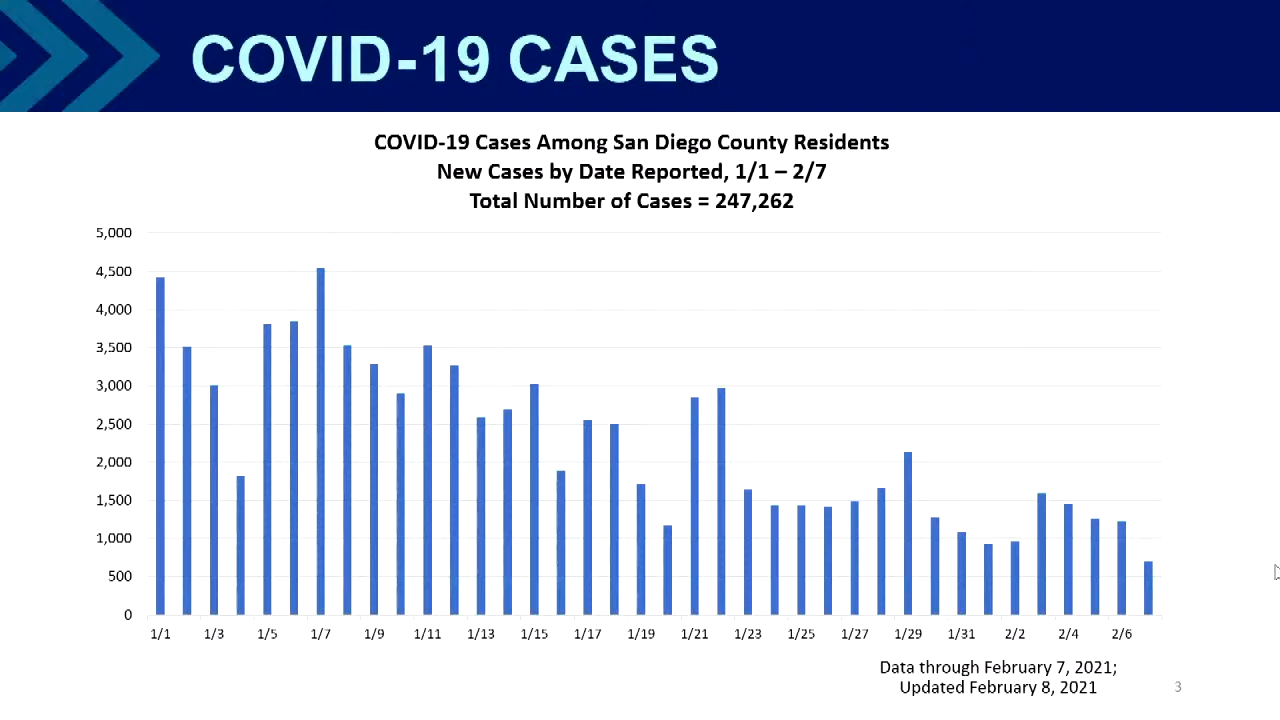 COVID-19 CASES
COVID-19 Cases Among San Diego County Residents
New Cases by Date Reported, 1/1 – 2/7
Total Number of Cases = 247,262
5,000
4,500
4,000
3,500
3,000
2,500
2,000
1,500
1,000
500
0
1/1 1/3 1/5 1/7 1/9 1/11 1/13 1/15 1/17 1/19 1/21 1/23 1/25 1/27 1/29 1/31 2/2 2/4 2/6
Data through February 7, 2021;
Updated February 8, 2021
3